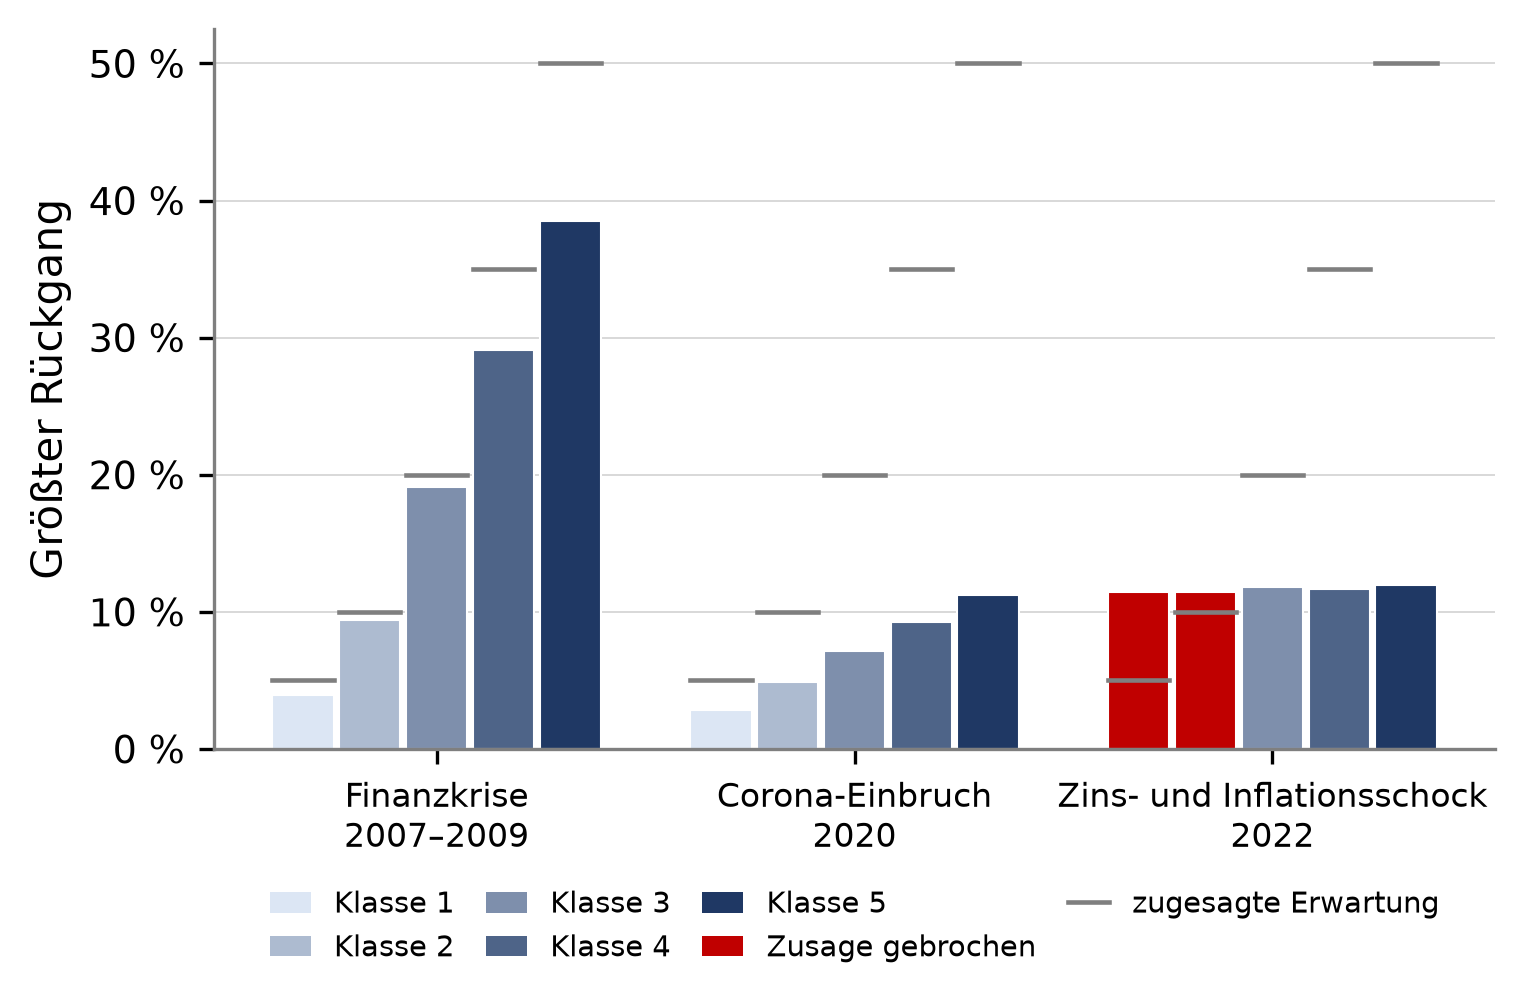 50 %
40 %
30 %
20 %
10 %
0 %
Größter Rückgang
Finanzkrise
2007–2009
Corona-Einbruch
2020
Zins- und Inflationsschock
2022
Klasse 1
Klasse 2
Klasse 3
Klasse 4
Klasse 5
Zusage gebrochen
zugesagte Erwartung